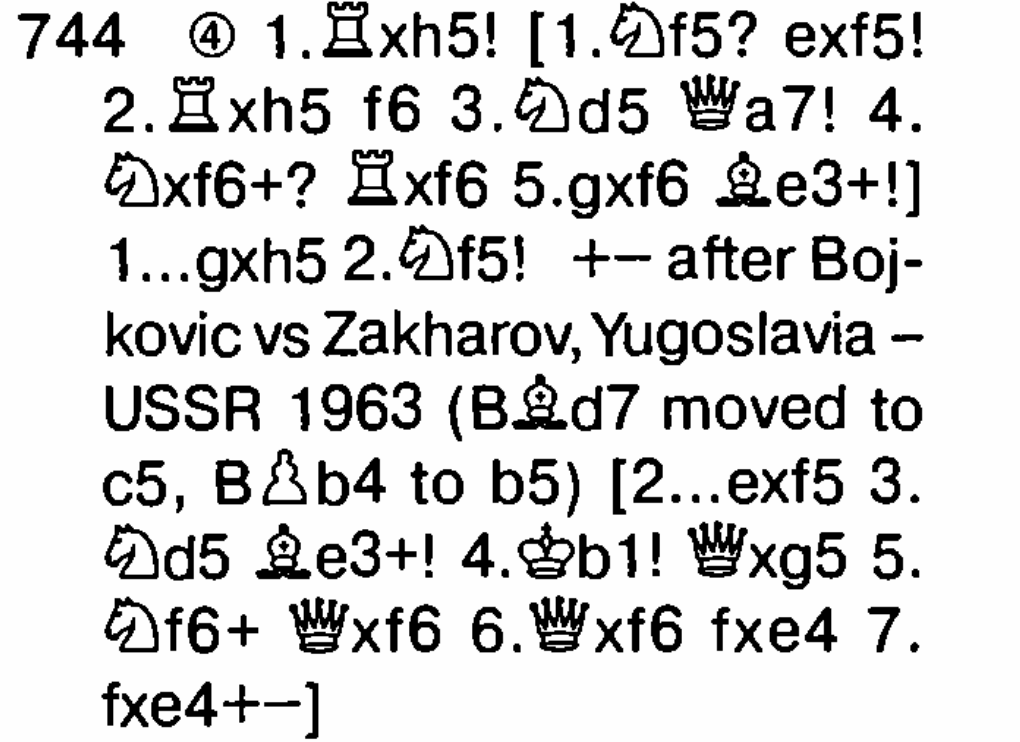 744 ④ 1.♖xh5! [1.♘f5? exf5!
2.♖xh5 f6 3.♘d5 ♕a7! 4.
♘xf6+? ♖xf6 5.gxf6 ♗e3+!]
1...gxh5 2.♘f5! +– after Boj-
kovic vs Zakharov, Yugoslavia –
USSR 1963 (B♗d7 moved to
c5, B♙b4 to b5) [2...exf5 3.
♘d5 ♗e3+! 4.♔b1! ♕xg5 5.
♘f6+ ♕xf6 6.♕xf6 fxe4 7.
fxe4+–]